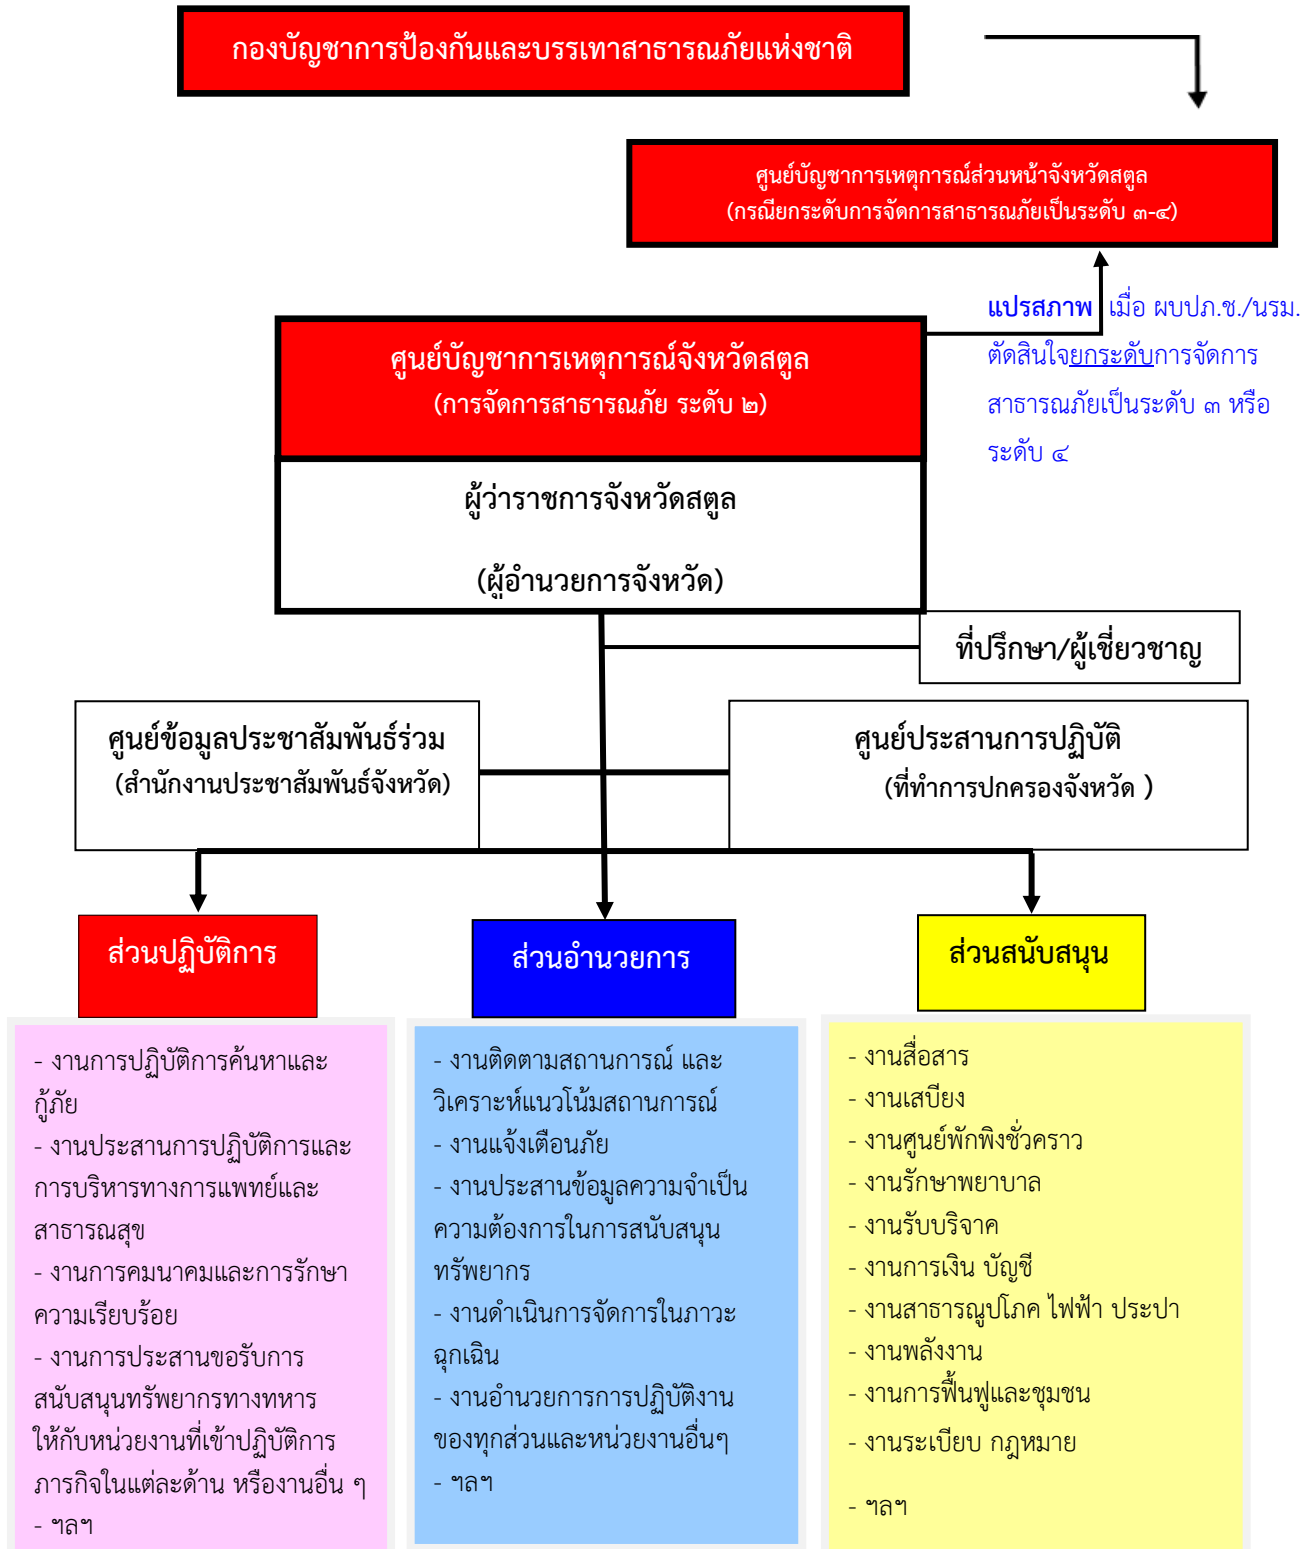 กองบัญชาการป้องกันและบรรเทาสาธารณภัยแห่งชาติ
ศูนย์บัญชาการเหตุการณ์ส่วนหน้าจังหวัดสตูล
(กรณียกระดับการจัดการสาธารณภัยเป็นระดับ ๓-๔)
แปรสภาพ เมื่อ ผบปภ.ช./นรม.
ตัดสินใจยกระดับการจัดการ
สาธารณภัยเป็นระดับ ๓ หรือ
ระดับ ๔
ศูนย์บัญชาการเหตุการณ์จังหวัดสตูล
(การจัดการสาธารณภัย ระดับ ๒)
ผู้ว่าราชการจังหวัดสตูล
(ผู้อำนวยการจังหวัด)
ที่ปรึกษา/ผู้เชี่ยวชาญ
ศูนย์ข้อมูลประชาสัมพันธ์ร่วม
(สำนักงานประชาสัมพันธ์จังหวัด)
ศูนย์ประสานการปฏิบัติ
(ที่ทำการปกครองจังหวัด )
ส่วนปฏิบัติการ
- งานการปฏิบัติการค้นหาและ
กู้ภัย
- งานประสานการปฏิบัติการและ
การบริหารทางการแพทย์และ
สาธารณสุข
- งานการคมนาคมและการรักษา
ความเรียบร้อย
- งานการประสานขอรับการ
สนับสนุนทรัพยากรทางทหาร
ให้กับหน่วยงานที่เข้าปฏิบัติการ
ภารกิจในแต่ละด้าน หรืองานอื่น ๆ
- ฯลฯ
ส่วนอำนวยการ
- งานติดตามสถานการณ์ และ
วิเคราะห์แนวโน้มสถานการณ์
- งานแจ้งเตือนภัย
- งานประสานข้อมูลความจำเป็น
ความต้องการในการสนับสนุน
ทรัพยากร
- งานดำเนินการจัดการในภาวะ
ฉุกเฉิน
- งานอำนวยการการปฏิบัติงาน
ของทุกส่วนและหน่วยงานอื่นๆ
- ฯลฯ
ส่วนสนับสนุน
- งานสื่อสาร
- งานเสบียง
- งานศูนย์พักพิงชั่วคราว
- งานรักษาพยาบาล
- งานรับบริจาค
- งานการเงิน บัญชี
- งานสาธารณูปโภค ไฟฟ้า ประปา
- งานพลังงาน
- งานการฟื้นฟูและชุมชน
- งานระเบียบ กฎหมาย
- ฯลฯ